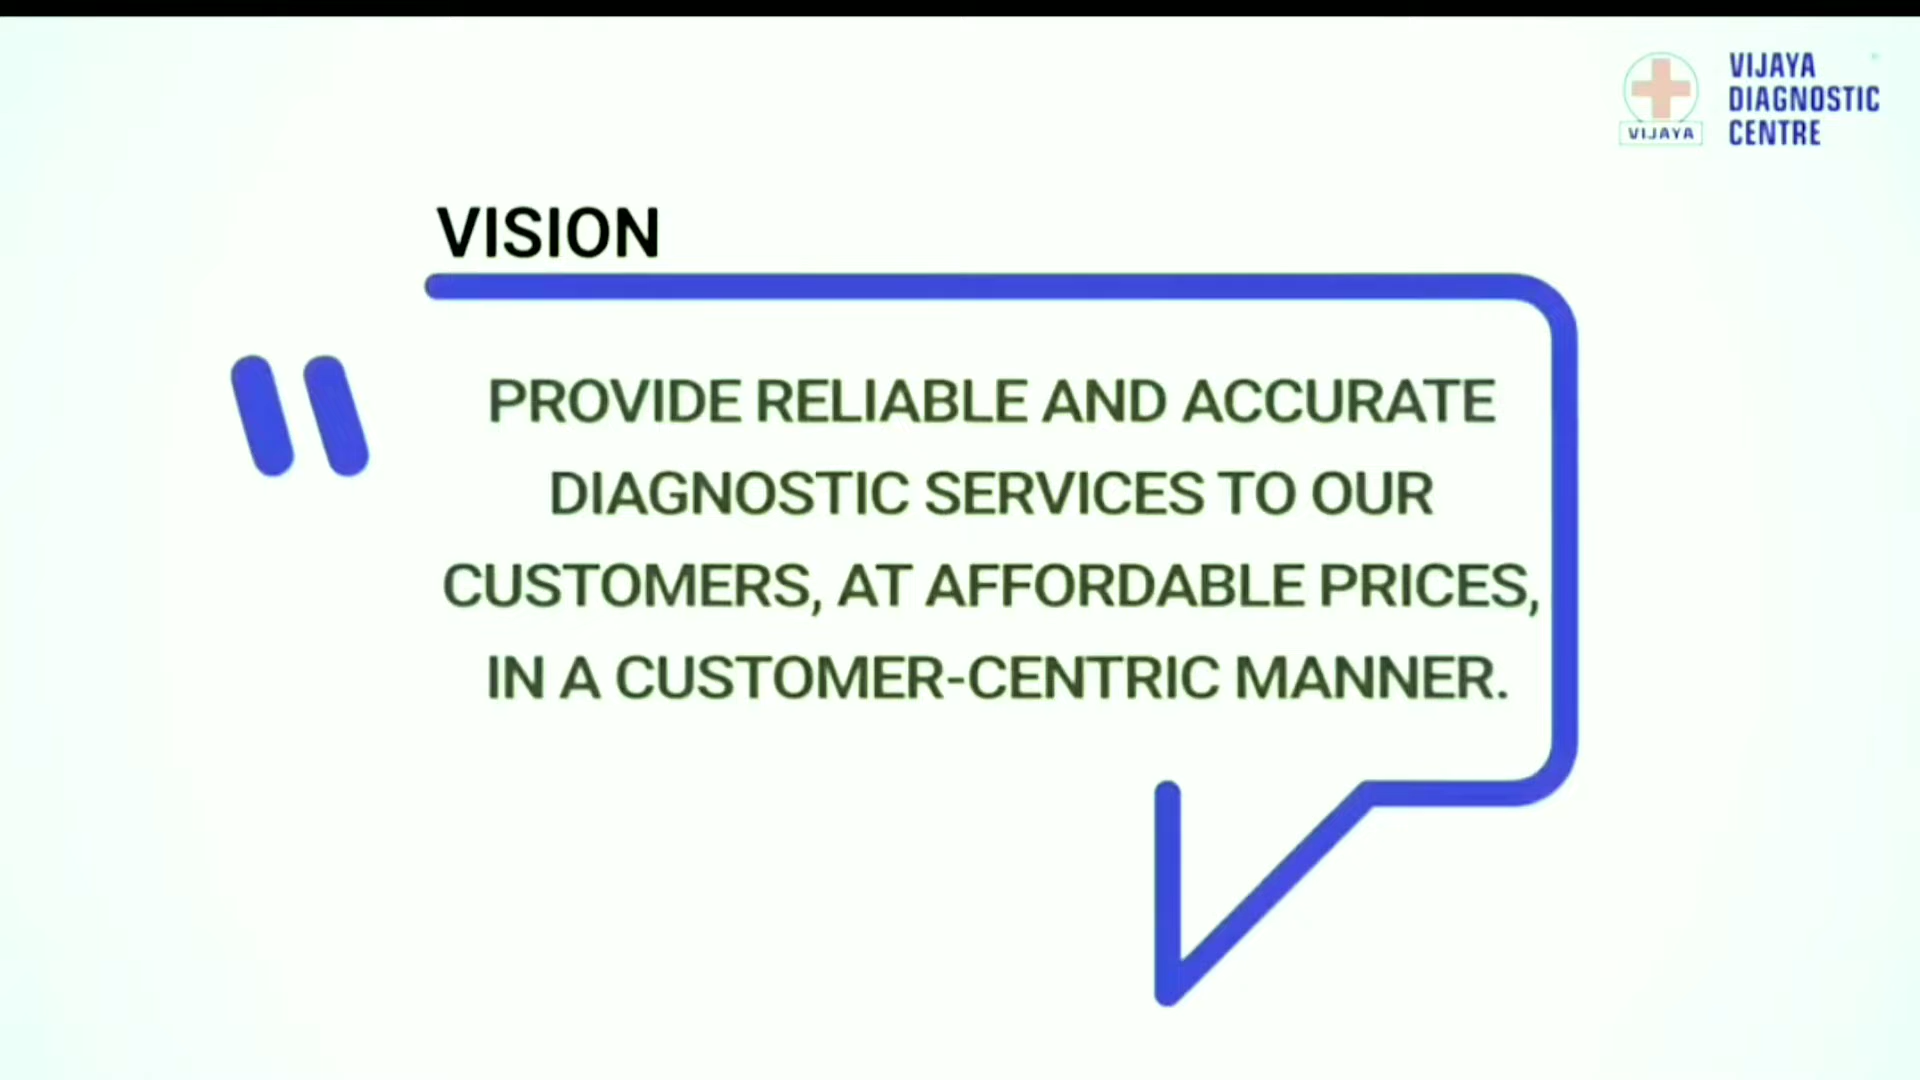 VIJAYA
DIAGNOSTIC
CENTRE
VIJAYA
VISION
PROVIDE RELIABLE AND ACCURATE
DIAGNOSTIC SERVICES TO OUR
CUSTOMERS, AT AFFORDABLE PRICES,
IN A CUSTOMER-CENTRIC MANNER.